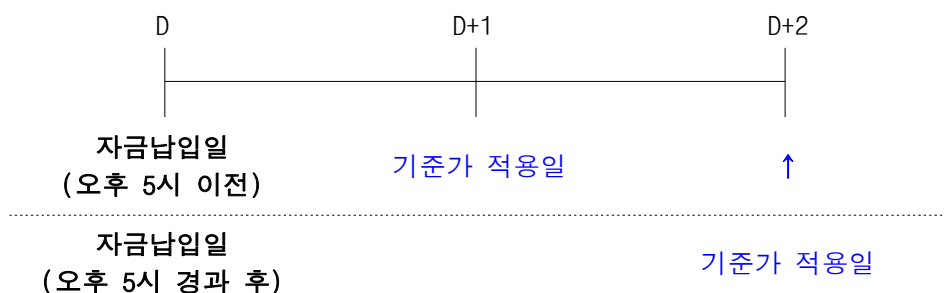 D D+1 D+2
자금납입일
(오후 5시 이전)
기준가 적용일 ↑
자금납입일
(오후 5시 경과 후)
기준가 적용일